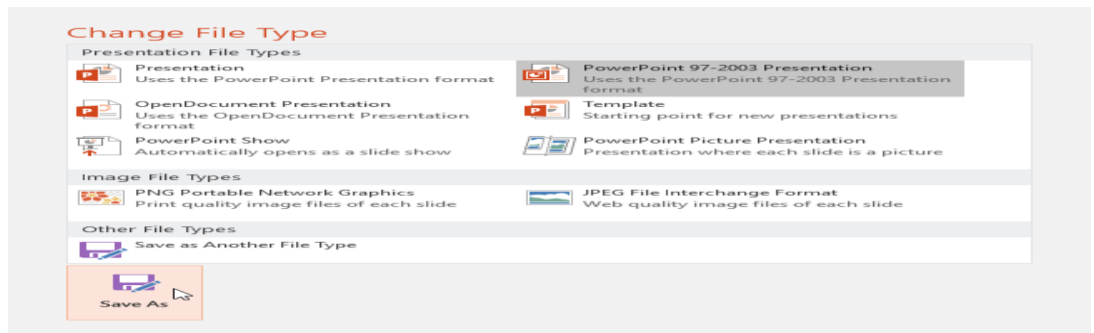 Change File Type
Presentation File Types
Presentation
Uses the PowerPoint Presentation format
PowerPoint 97-2003 Presentation
Uses the PowerPoint 97-2003 Presentation
format
OpenDocument Presentation
Uses the OpenDocument Presentation
format
Template
Starting point for new presentations
PowerPoint Show
Automatically opens as a slide show
PowerPoint Picture Presentation
Presentation where each slide is a picture
Image File Types
PNG Portable Network Graphics
Print quality image files of each slide
JPEG File Interchange Format
Web quality image files of each slide
Other File Types
Save as Another File Type
Save As